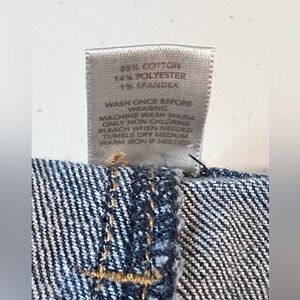 85% COTTON
14% POLYESTER
1% SPANDEX
WASH ONCE BEFORE
WEARING.
MACHINE WASH WARM
ONLY NON-CHLORINE
BLEACH WHEN NEEDED
TUMBLE DRY MEDIUM
WARM IRON IF NEEDED